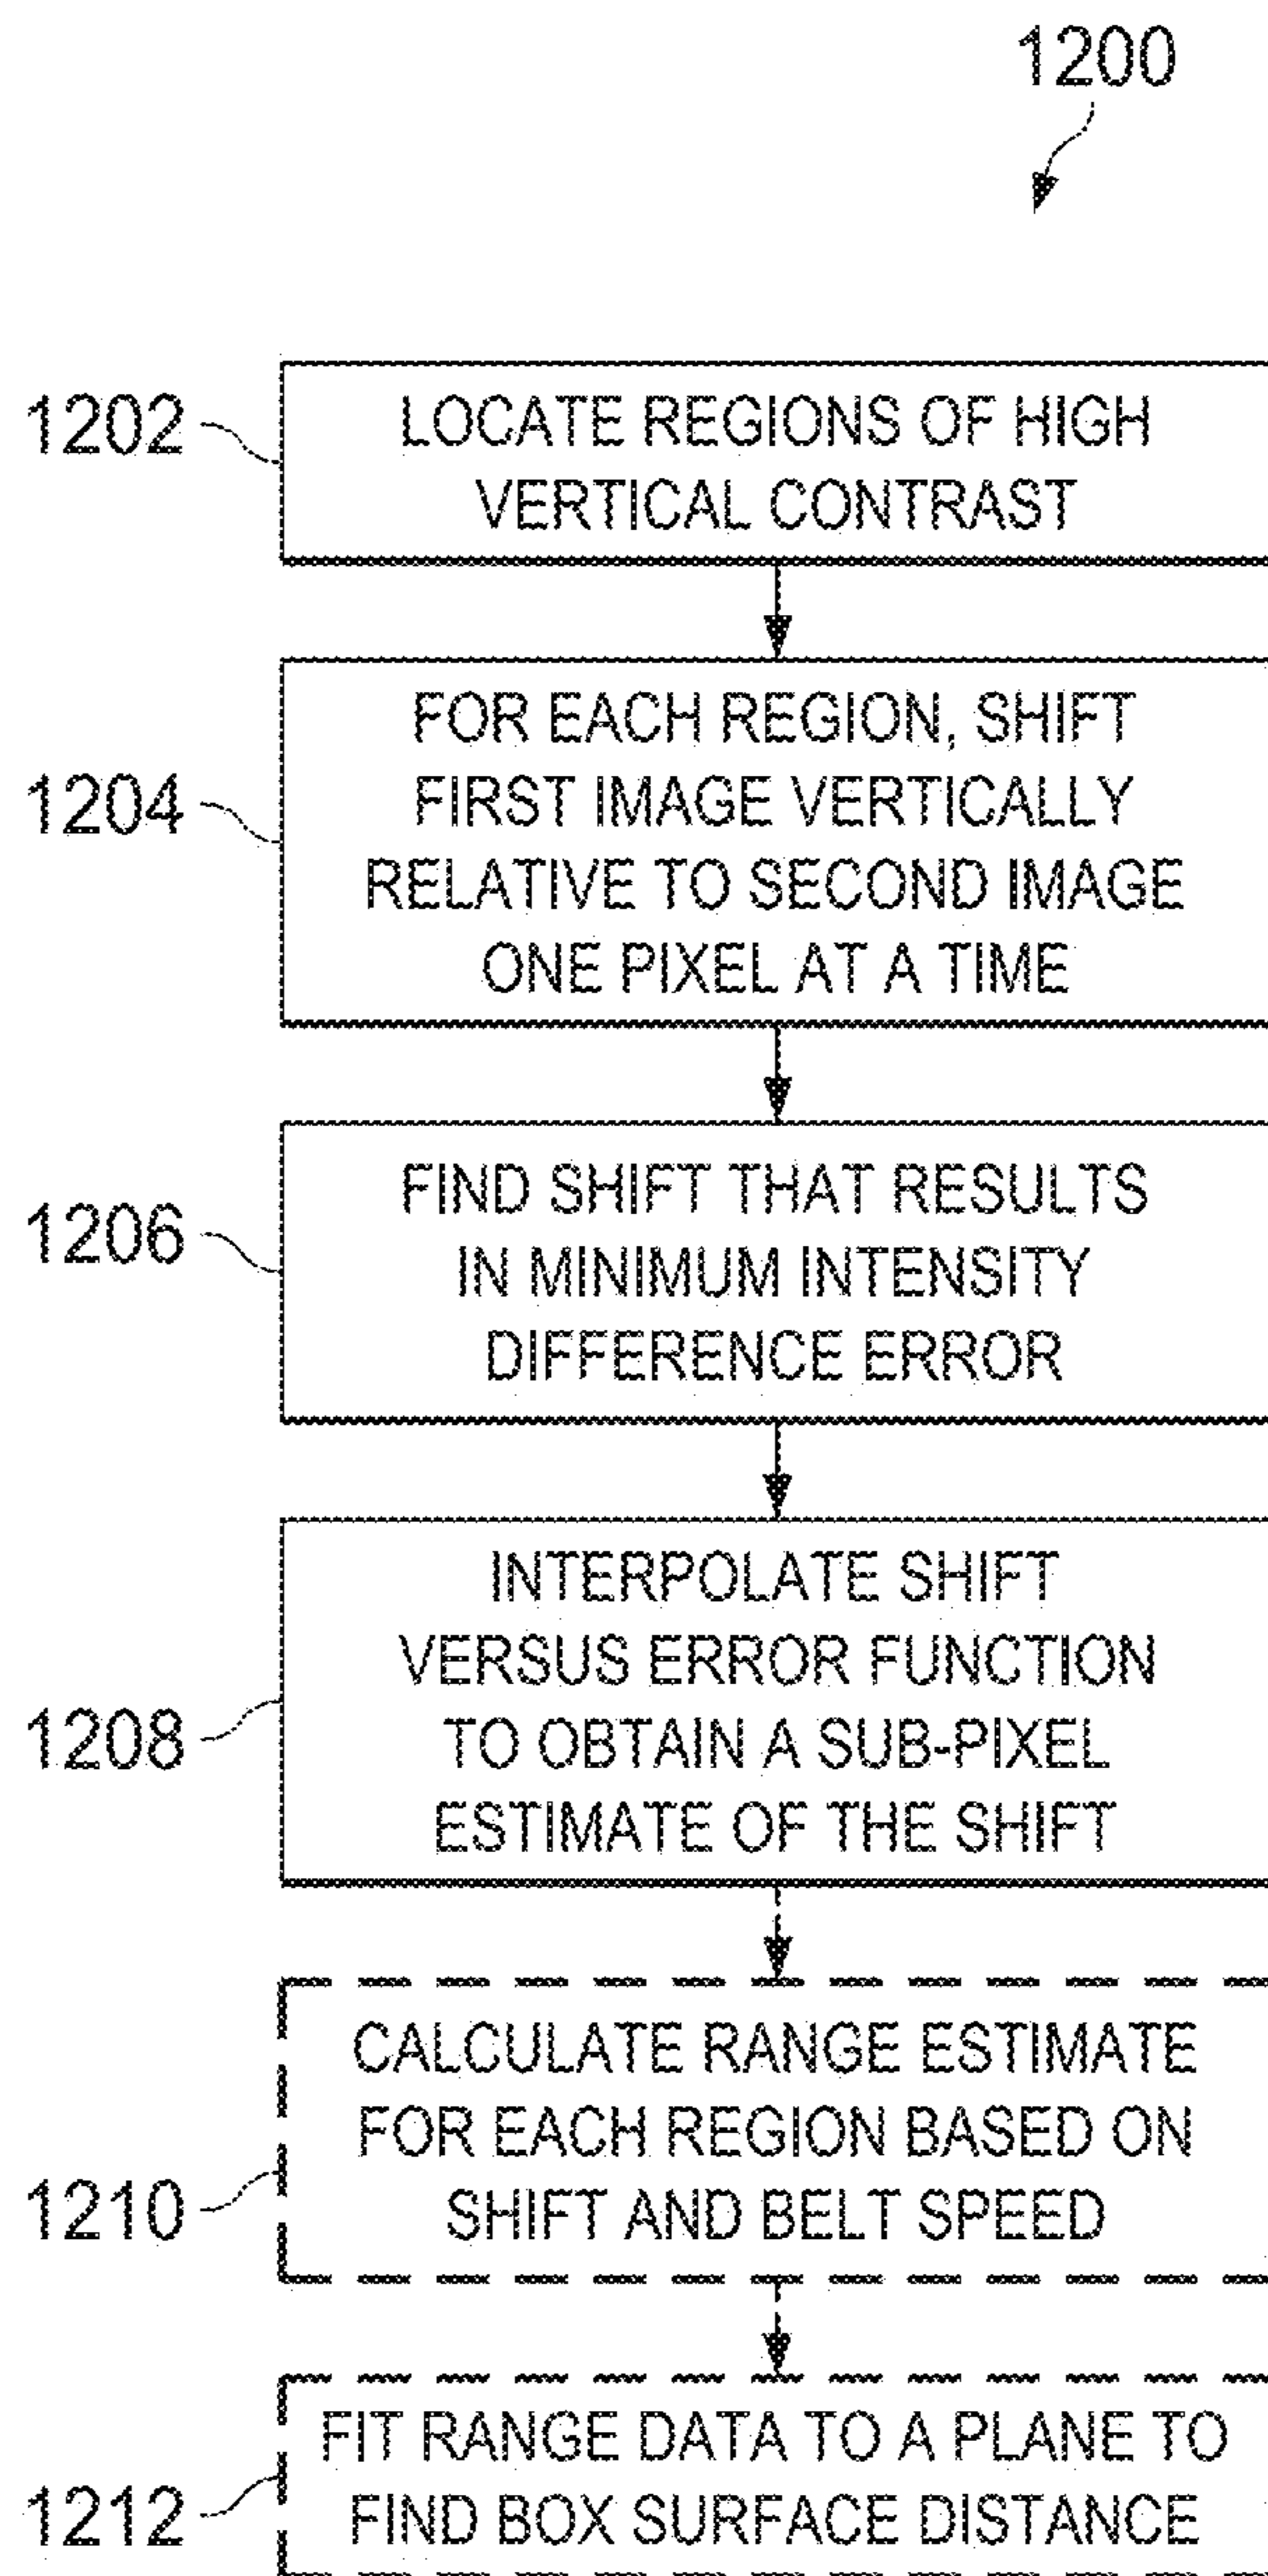 1200
1202
LOCATE REGIONS OF HIGH
VERTICAL CONTRAST
1204
FOR EACH REGION, SHIFT
FIRST IMAGE VERTICALLY
RELATIVE TO SECOND IMAGE
ONE PIXEL AT A TIME
1206
FIND SHIFT THAT RESULTS
IN MINIMUM INTENSITY
DIFFERENCE ERROR
1208
INTERPOLATE SHIFT
VERSUS ERROR FUNCTION
TO OBTAIN A SUB-PIXEL
ESTIMATE OF THE SHIFT
1210
CALCULATE RANGE ESTIMATE
FOR EACH REGION BASED ON
SHIFT AND BELT SPEED
1212
FIT RANGE DATA TO A PLANE TO
FIND BOX SURFACE DISTANCE